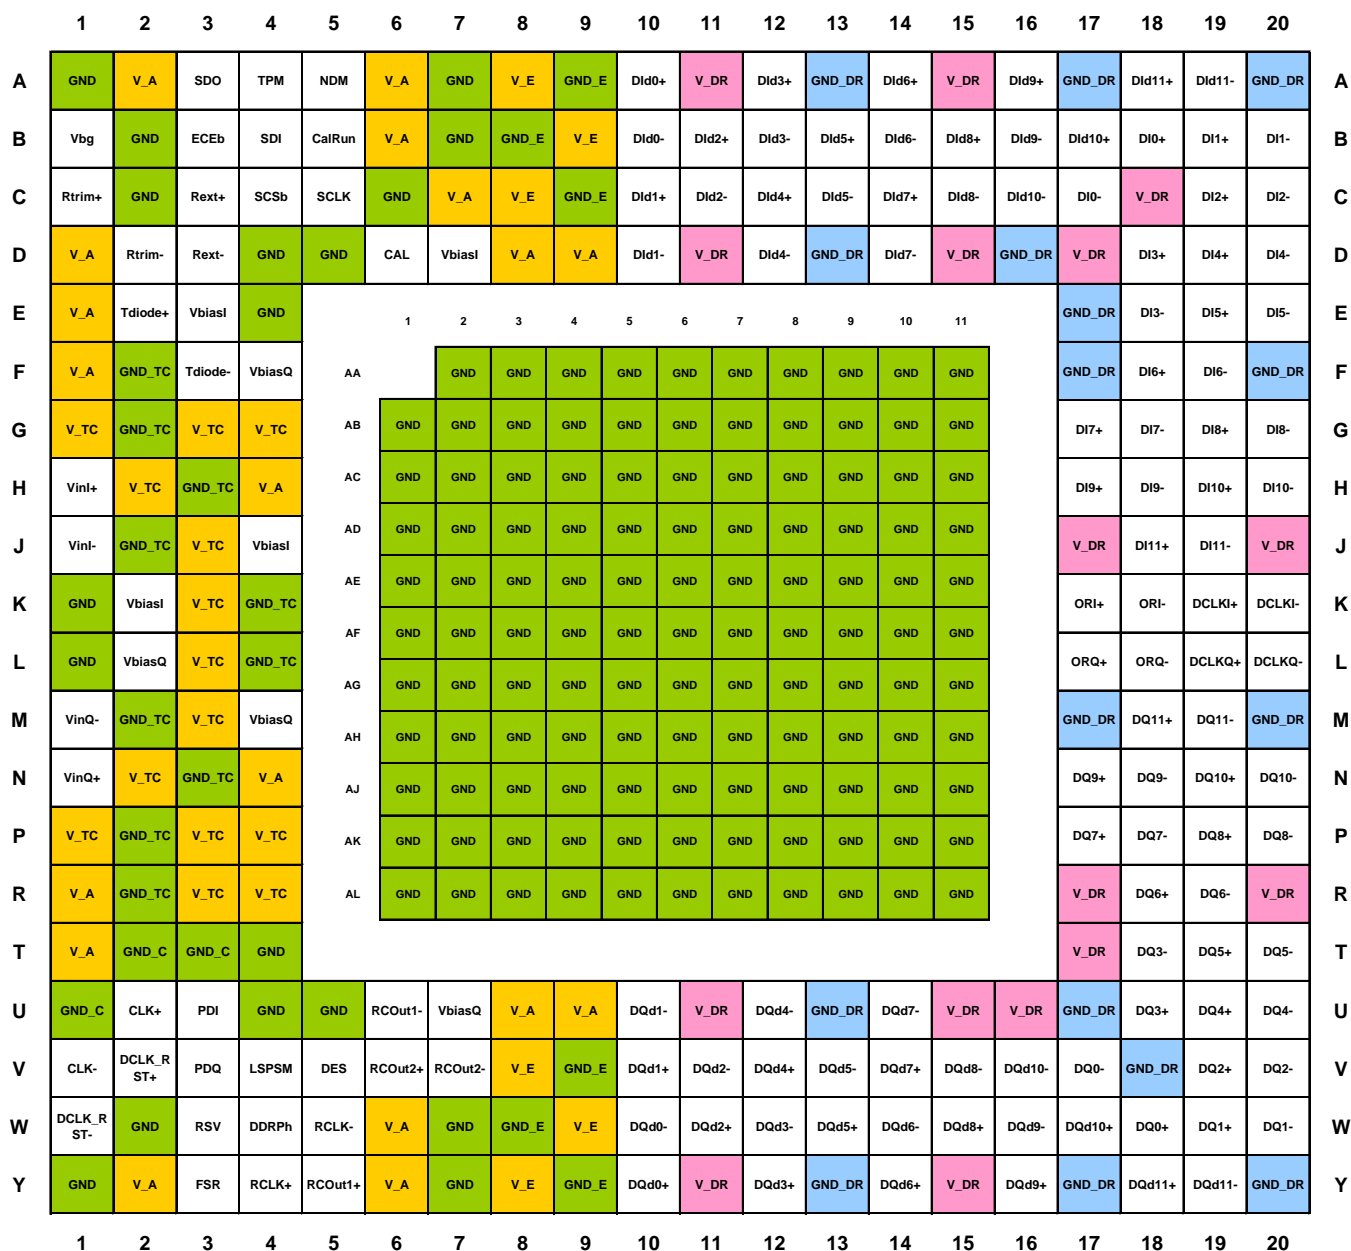 1 2 3 4 5 6 7 8 9 10 11 12 13 14 15 16 17 18 19 20
A GND V_A SDO TPM NDM V_A GND V_E GND_E DId0+ V_DR DId3+ GND_DR DId6+ V_DR DId9+ GND_DR DId11+ DId11- GND_DR A
B Vbg GND ECEb SDI CalRun V_A GND GND_E V_E DId0- DId2+ DId3- DId5+ DId6- DId8+ DId9- DId10+ DI0+ DI1+ DI1- B
C Rtrim+ GND Rext+ SCSb SCLK GND V_A V_E GND_E DId1+ DId2- DId4+ DId5- DId7+ DId8- DId10- DI0- V_DR DI2+ DI2- C
D V_A Rtrim- Rext- GND GND CAL VbiasI V_A V_A DId1- V_DR DId4- GND_DR DId7- V_DR GND_DR V_DR DI3+ DI4+ DI4- D
E V_A Tdiode+ VbiasI GND GND_DR DI3- DI5+ DI5- E
1 2 3 4 5 6 7 8 9 10 11
F V_A GND_TC Tdiode- VbiasQ AA GND GND GND GND GND GND GND GND GND GND GND_DR DI6+ DI6- GND_DR F
G V_TC GND_TC V_TC V_TC AB GND GND GND GND GND GND GND GND GND GND GND DI7+ DI7- DI8+ DI8- G
H VinI+ V_TC GND_TC V_A AC GND GND GND GND GND GND GND GND GND GND GND DI9+ DI9- DI10+ DI10- H
J VinI- GND_TC V_TC VbiasI AD GND GND GND GND GND GND GND GND GND GND GND V_DR DI11+ DI11- V_DR J
K GND VbiasI V_TC GND_TC AE GND GND GND GND GND GND GND GND GND GND GND ORI+ ORI- DCLKI+ DCLKI- K
AF GND GND GND GND GND GND GND GND GND GND GND
L GND VbiasQ V_TC GND_TC AG GND GND GND GND GND GND GND GND GND GND GND ORQ+ ORQ- DCLKQ+ DCLKQ- L
M VinQ- GND_TC V_TC VbiasQ AH GND GND GND GND GND GND GND GND GND GND GND GND_DR DQ11+ DQ11- GND_DR M
N VinQ+ V_TC GND_TC V_A AJ GND GND GND GND GND GND GND GND GND GND GND DQ9+ DQ9- DQ10+ DQ10- N
P V_TC GND_TC V_TC V_TC AK GND GND GND GND GND GND GND GND GND GND GND DQ7+ DQ7- DQ8+ DQ8- P
R V_A GND_TC V_TC V_TC AL GND GND GND GND GND GND GND GND GND GND GND V_DR DQ6+ DQ6- V_DR R
T V_A GND_C GND_C GND V_DR DQ3- DQ5+ DQ5- T
U GND_C CLK+ PDI GND GND RCOut1- VbiasQ V_A V_A DQd1- V_DR DQd4- GND_DR DQd7- V_DR V_DR GND_DR DQ3+ DQ4+ DQ4- U
V CLK- DCLK_R
ST+ PDQ LSPSM DES RCOut2+ RCOut2- V_E GND_E DQd1+ DQd2- DQd4+ DQd5- DQd7+ DQd8- DQd10- DQ0- GND_DR DQ2+ DQ2- V
W DCLK_R
ST- GND RSV DDRPh RCLK- V_A GND GND_E V_E DQd0- DQd2+ DQd3- DQd5+ DQd6- DQd8+ DQd9- DQd10+ DQ0+ DQ1+ DQ1- W
Y GND V_A FSR RCLK+ RCOut1+ V_A GND V_E GND_E DQd0+ V_DR DQd3+ GND_DR DQd6+ V_DR DQd9+ GND_DR DQd11+ DQd11- GND_DR Y
1 2 3 4 5 6 7 8 9 10 11 12 13 14 15 16 17 18 19 20